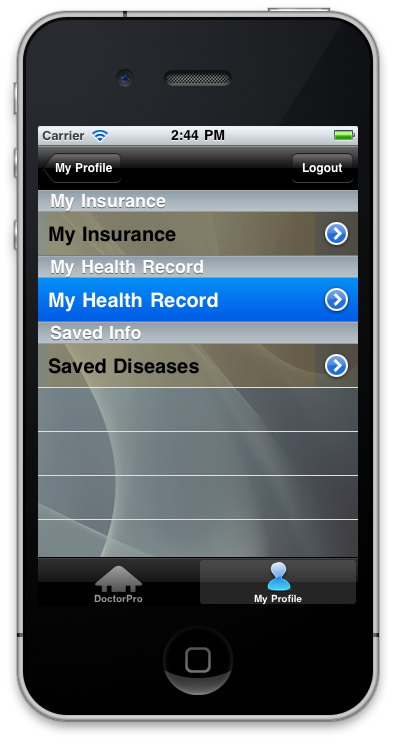 Carrier 2:44 PM
My Profile Logout
My Insurance
My Insurance
My Health Record
My Health Record
Saved Info
Saved Diseases
DoctorPro My Profile